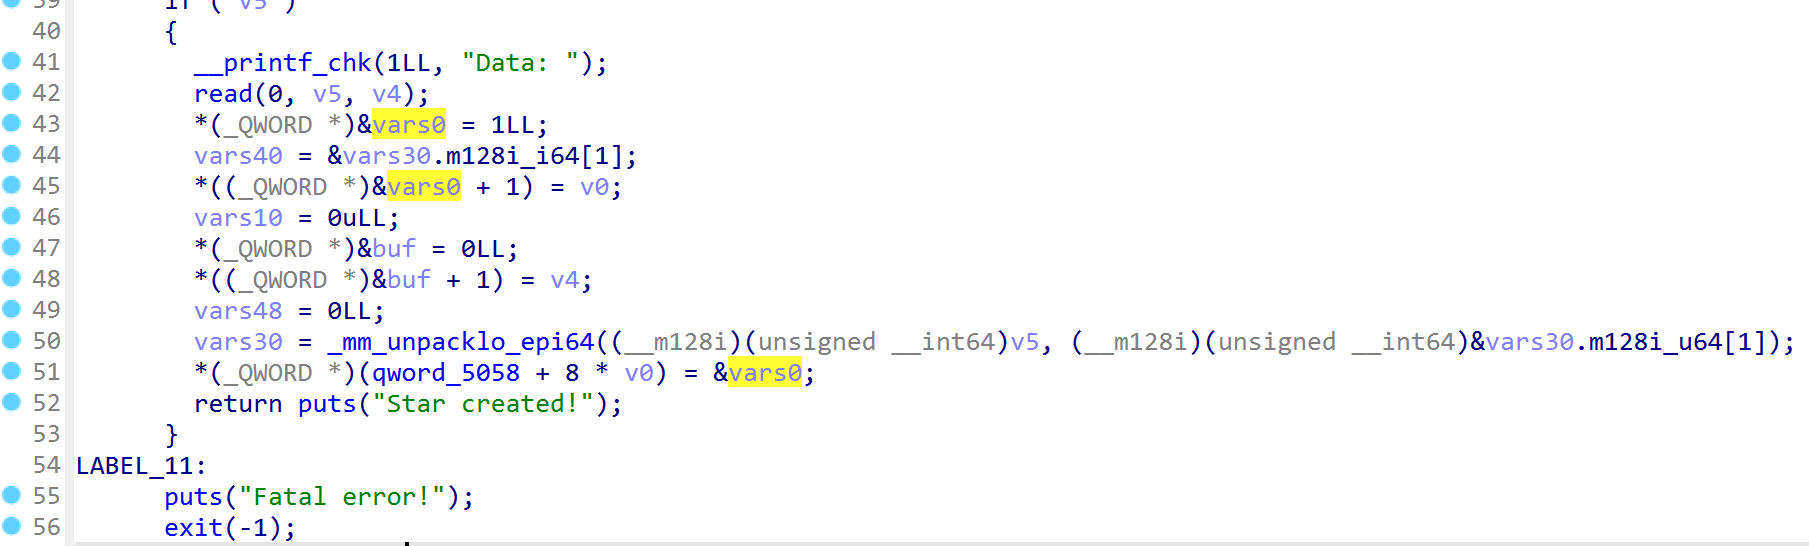 39 if ( v5 )
40 {
41 __printf_chk(1LL, "Data: ");
42 read(0, v5, v4);
43 *(_QWORD *)&vars0 = 1LL;
44 vars40 = &vars30.m128i_i64[1];
45 *((_QWORD *)&vars0 + 1) = v0;
46 vars10 = 0uLL;
47 *(_QWORD *)&buf = 0LL;
48 *((_QWORD *)&buf + 1) = v4;
49 vars48 = 0LL;
50 vars30 = _mm_unpacklo_epi64((__m128i)(unsigned __int64)v5, (__m128i)(unsigned __int64)&vars30.m128i_u64[1]);
51 *(_QWORD *)(qword_5058 + 8 * v0) = &vars0;
52 return puts("Star created!");
53 }
54 LABEL_11:
55 puts("Fatal error!");
56 exit(-1);